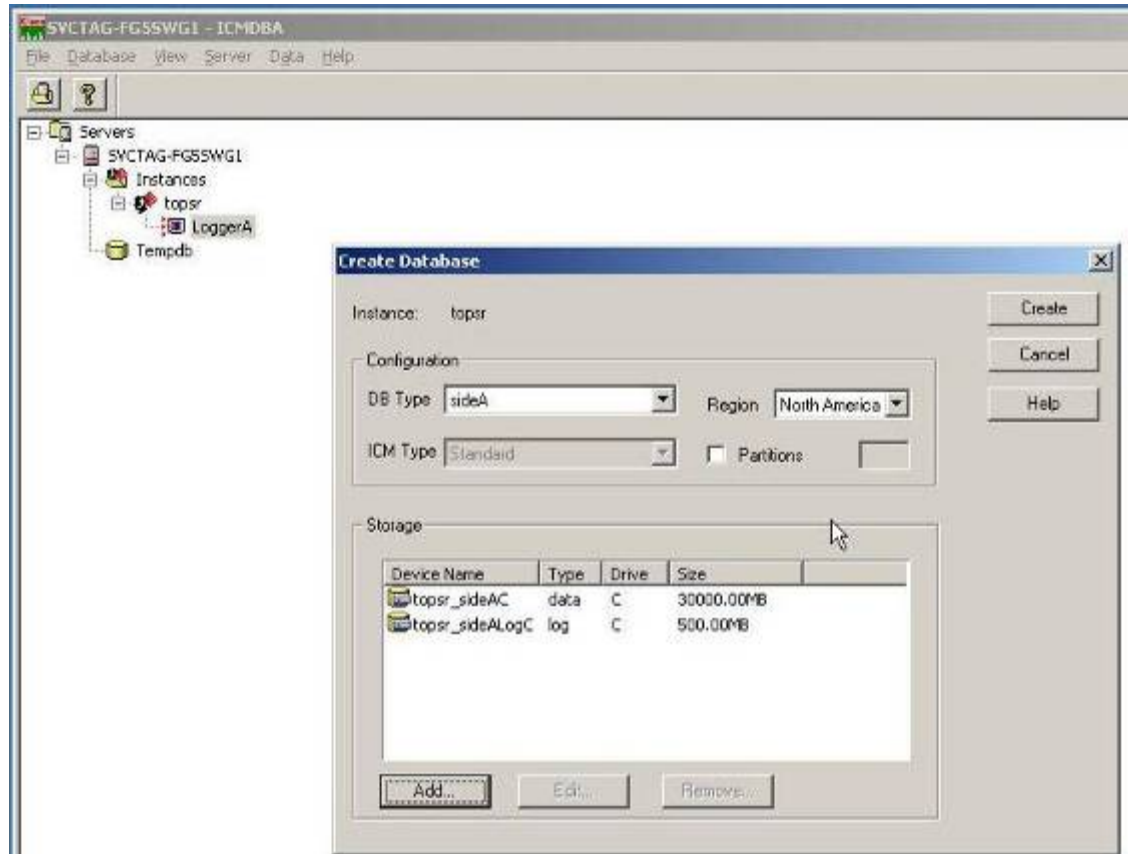 SVCTAG-FG5SWG1 - ICMDBA
File Database View Server Data Help
Servers
SVCTAG-FG5SWG1
Instances
topsr
LoggerA
Tempdb
Create Database
Instance: topsr
Create
Configuration
Cancel
DB Type sideA Region North America
Help
ICM Type Standard Partitions
Storage
Device Name Type Drive Size
topsr_sideAC data C 30000.00MB
topsr_sideALogC log C 500.00MB
Add... Edit... Remove...